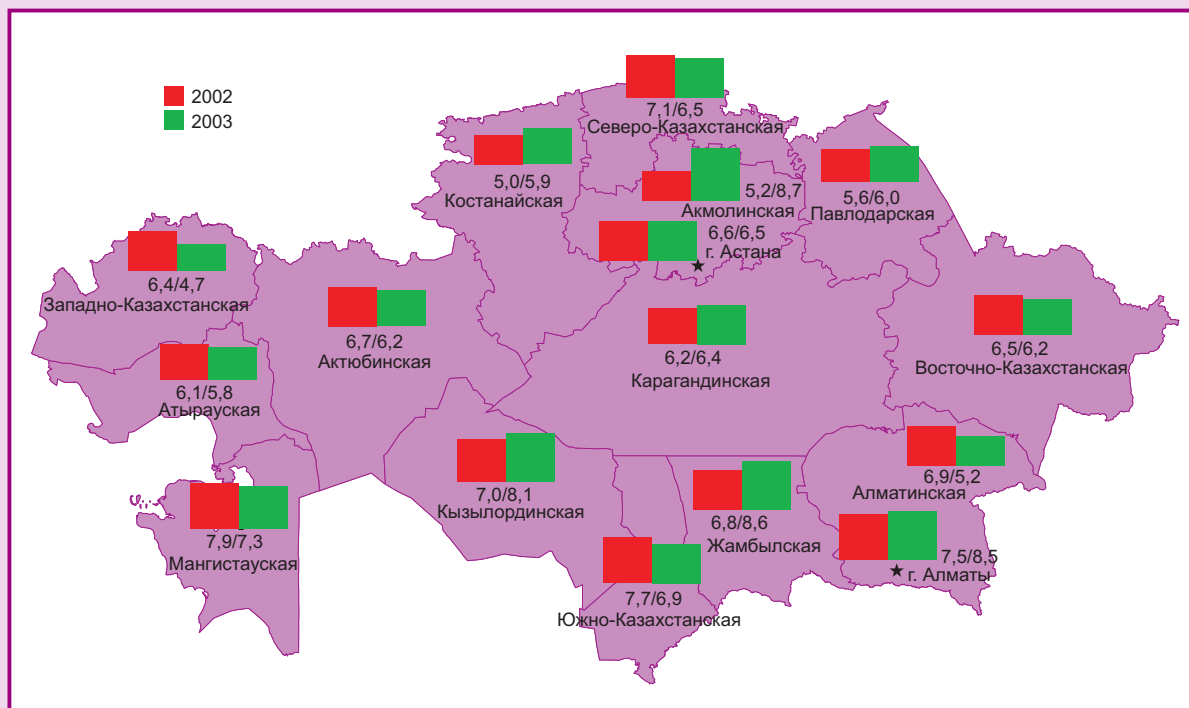 2002
2003
7,1/6,5
Северо-Казахстанская
5,0/5,9
Костанайская
5,2/8,7
Акмолинская
5,6/6,0
Павлодарская
6,6/6,5
г. Астана
6,4/4,7
Западно-Казахстанская
6,7/6,2
Актюбинская
6,2/6,4
Карагандинская
6,5/6,2
Восточно-Казахстанская
6,1/5,8
Атырауская
7,0/8,1
Кызылординская
6,8/8,6
Жамбылская
6,9/5,2
Алматинская
7,9/7,3
Мангистауская
7,5/8,5
г. Алматы
7,7/6,9
Южно-Казахстанская